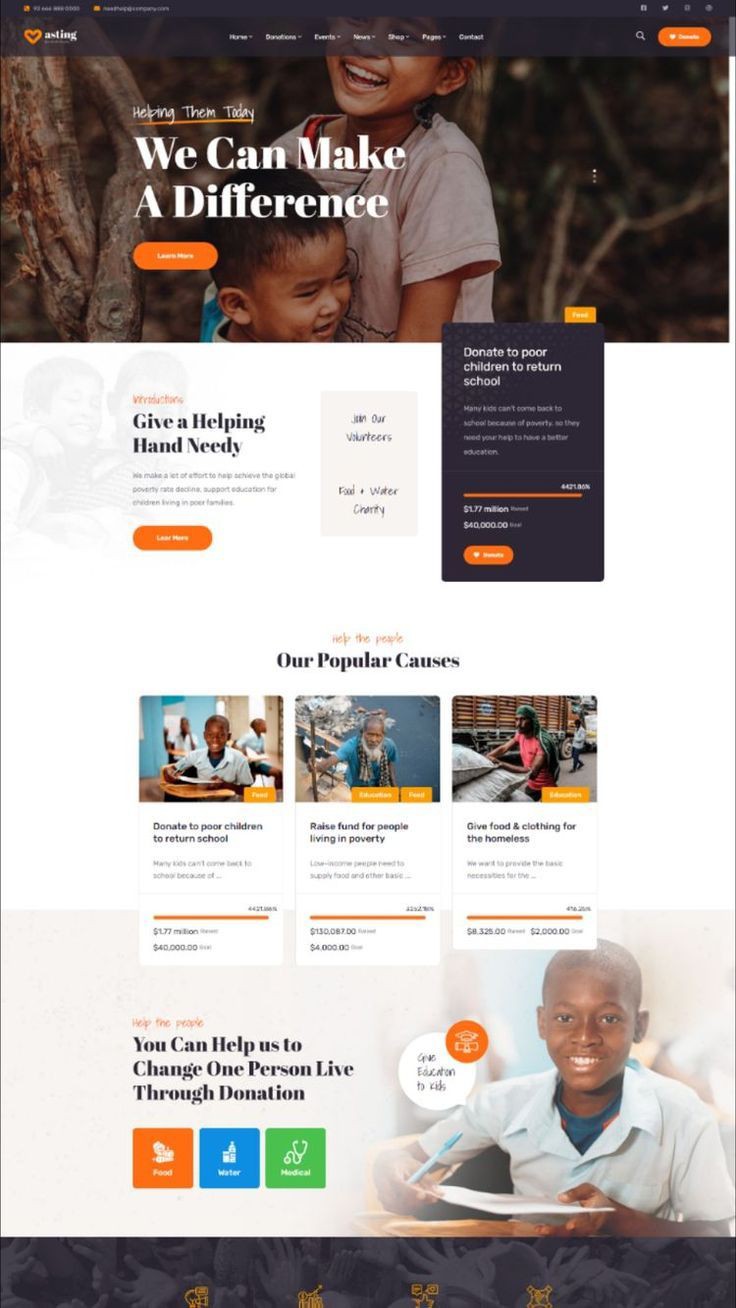 92 666 888 0000
needhelp@company.com
asting
Home
Donations
Events
News
Shop
Pages
Contact
Donate
Helping Them Today
We Can Make
A Difference
Learn More
Food
Donate to poor
children to return
school
Many kids can't come back to
school because of poverty, so they
need your help to have a better
education.
4421.86%
$1.77 million Raised
$40,000.00 Goal
Donate
Introductions
Give a Helping
Hand Needy
We make a lot of effort to help achieve the global
poverty rate decline, support education for
children living in poor families.
Lear More
Join Our
Volunteers
Food + Water
Charity
Help the people
Our Popular Causes
Food
Donate to poor children
to return school
Many kids can't come back to
school because of ...
4421.86%
$1.77 million Raised
$40,000.00 Goal
Education
Food
Raise fund for people
living in poverty
Low-income people need to
supply food and other basic ...
3252.18%
$130,087.00 Raised
$4,000.00 Goal
Education
Give food & clothing for
the homeless
We want to provide the basic
necessities for the ...
416.25%
$8,325.00 Raised $2,000.00 Goal
Help the people
You Can Help us to
Change One Person Live
Through Donation
Give
Education
to Kids
Food
Water
Medical